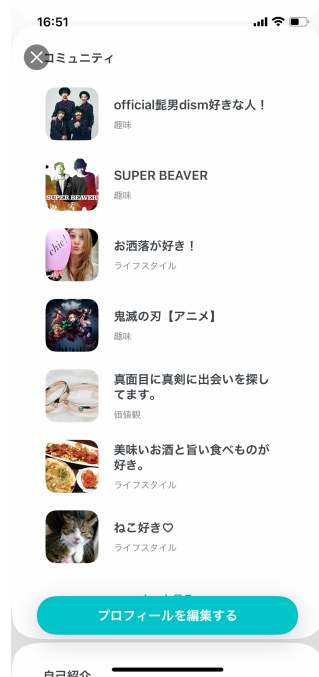 16:51
コミュニティ
official髭男dism好きな人！
趣味
SUPER BEAVER
SUPER BEAVER
趣味
chic!
お洒落が好き！
ライフスタイル
鬼滅の刃【アニメ】
趣味
真面目に真剣に出会いを探し
てます。
価値観
美味いお酒と旨い食べものが
好き。
ライフスタイル
ねこ好き♡
ライフスタイル
プロフィールを編集する
自己紹介